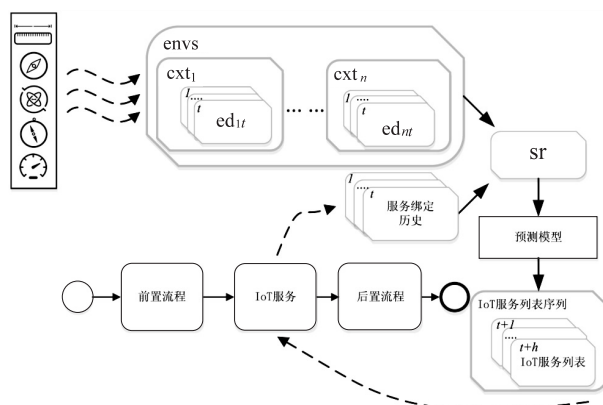 envs
cxt1
cxtn
1
....
t
ed1t
... ...
1
....
t
ednt
sr
1
....
t
服务绑定
历史
预测模型
前置流程
IoT服务
后置流程
IoT服务列表序列
t+1
....
t+h
IoT服务列表